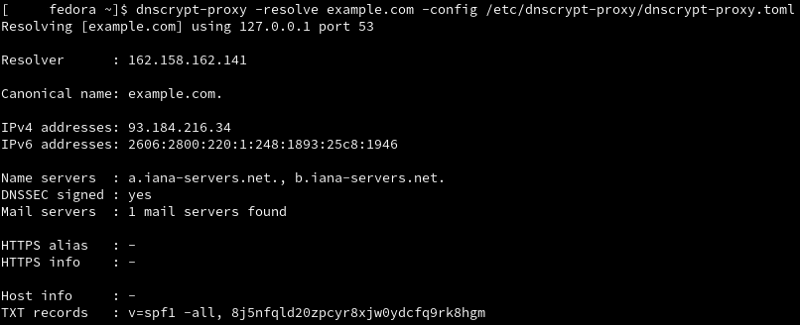 [     fedora ~]$ dnscrypt-proxy -resolve example.com -config /etc/dnscrypt-proxy/dnscrypt-proxy.toml
Resolving [example.com] using 127.0.0.1 port 53
Resolver      : 162.158.162.141
Canonical name: example.com.
IPv4 addresses: 93.184.216.34
IPv6 addresses: 2606:2800:220:1:248:1893:25c8:1946
Name servers  : a.iana-servers.net., b.iana-servers.net.
DNSSEC signed : yes
Mail servers  : 1 mail servers found
HTTPS alias   : -
HTTPS info    : -
Host info     : -
TXT records   : v=spf1 -all, 8j5nfqld20zpcyr8xjw0ydcfq9rk8hgm